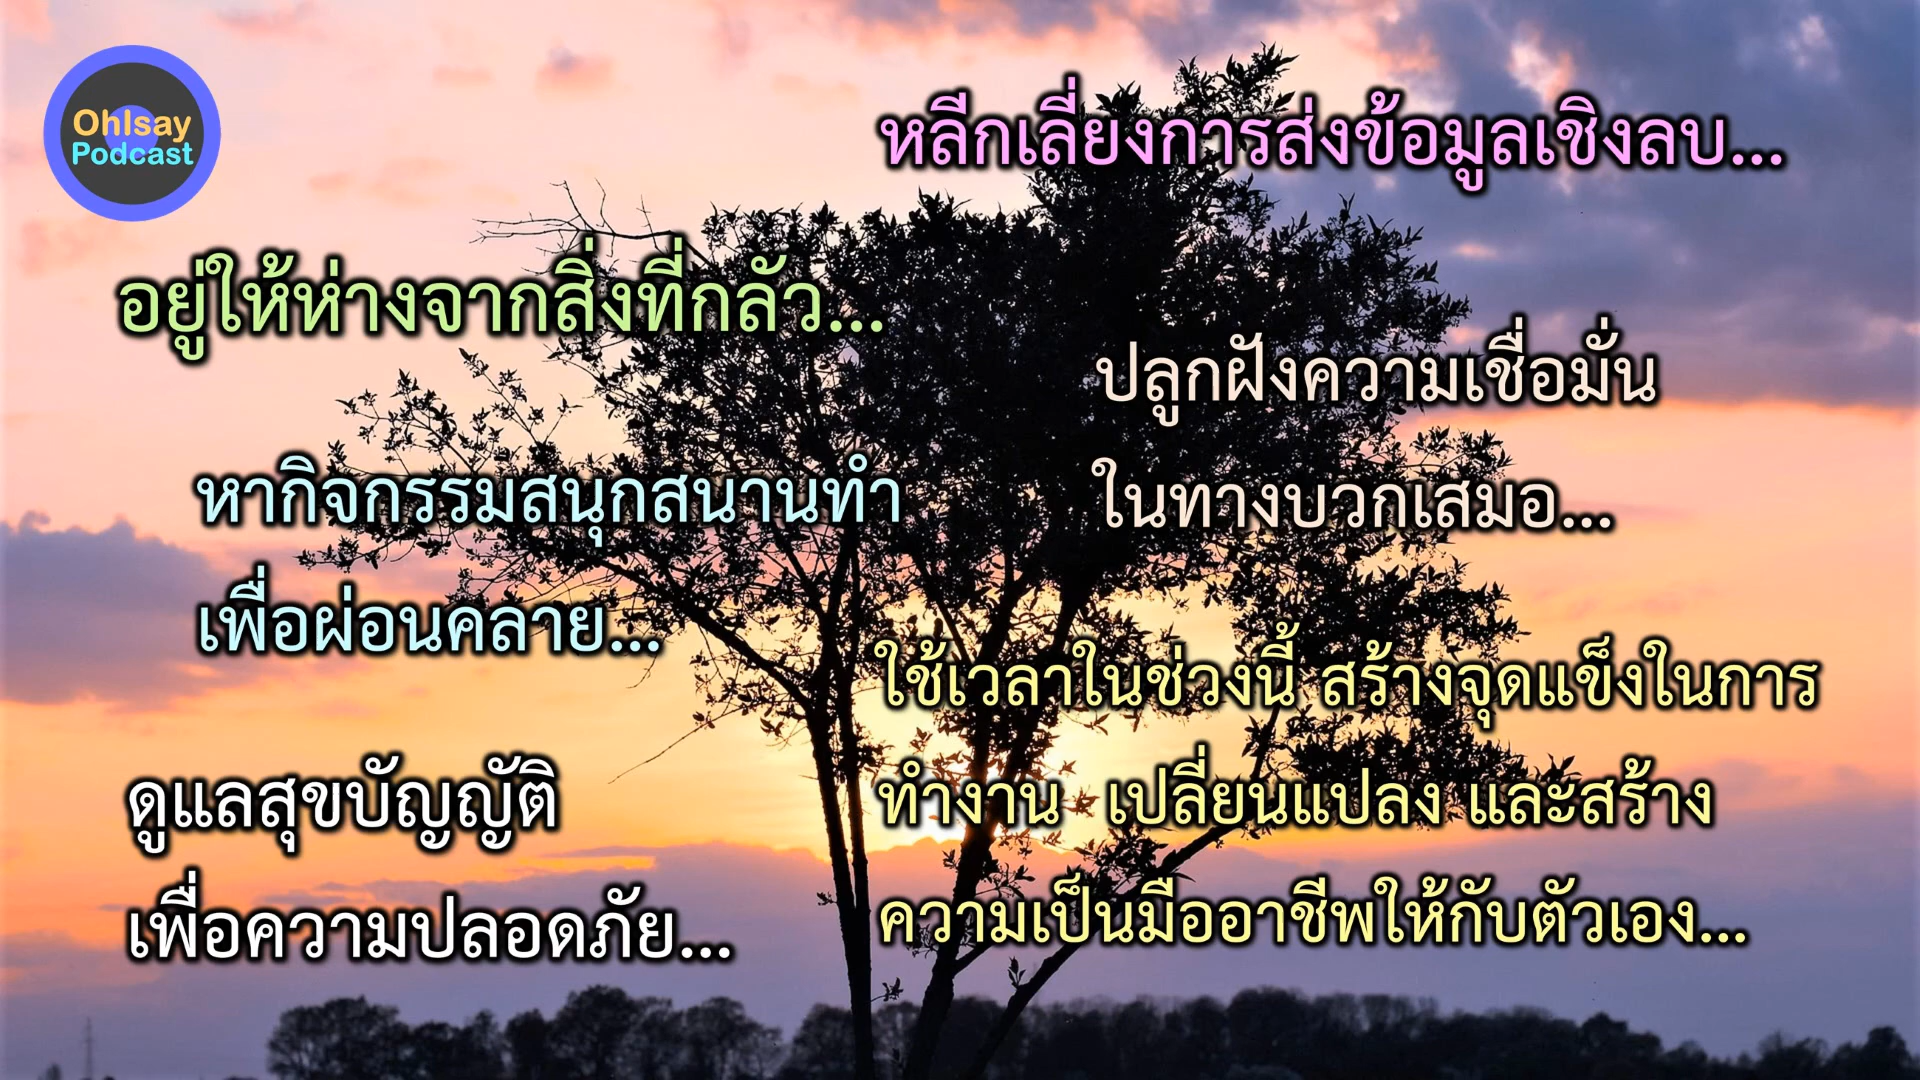 Ohlsay
Podcast
หลีกเลี่ยงการส่งข้อมูลเชิงลบ...
อยู่ให้ห่างจากสิ่งที่กลัว...
ปลูกฝังความเชื่อมั่น
ในทางบวกเสมอ...
หากิจกรรมสนุกสนานทำ
เพื่อผ่อนคลาย...
ใช้เวลาในช่วงนี้ สร้างจุดแข็งในการ
ทำงาน เปลี่ยนแปลง และสร้าง
ความเป็นมืออาชีพให้กับตัวเอง...
ดูแลสุขบัญญัติ
เพื่อความปลอดภัย...